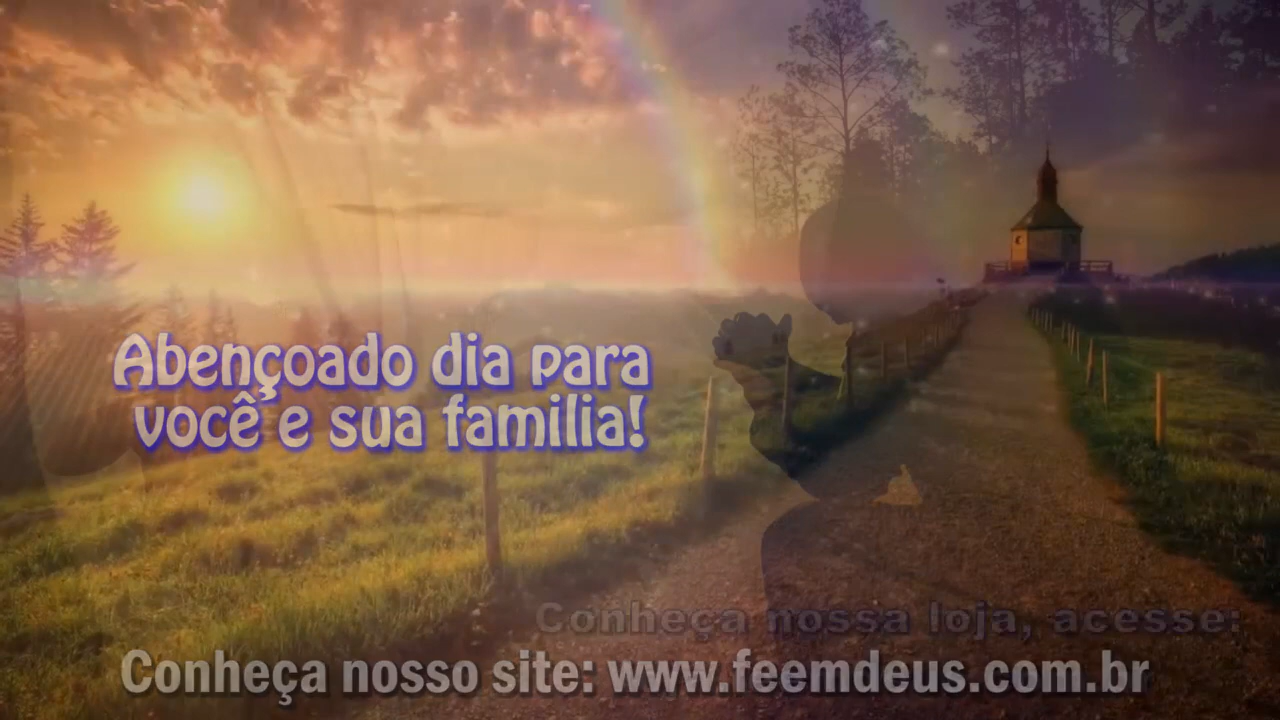 Abençoado dia para
você e sua familia!
Conheça nossa loja, acesse:
Conheça nosso site: www.feemdeus.com.br